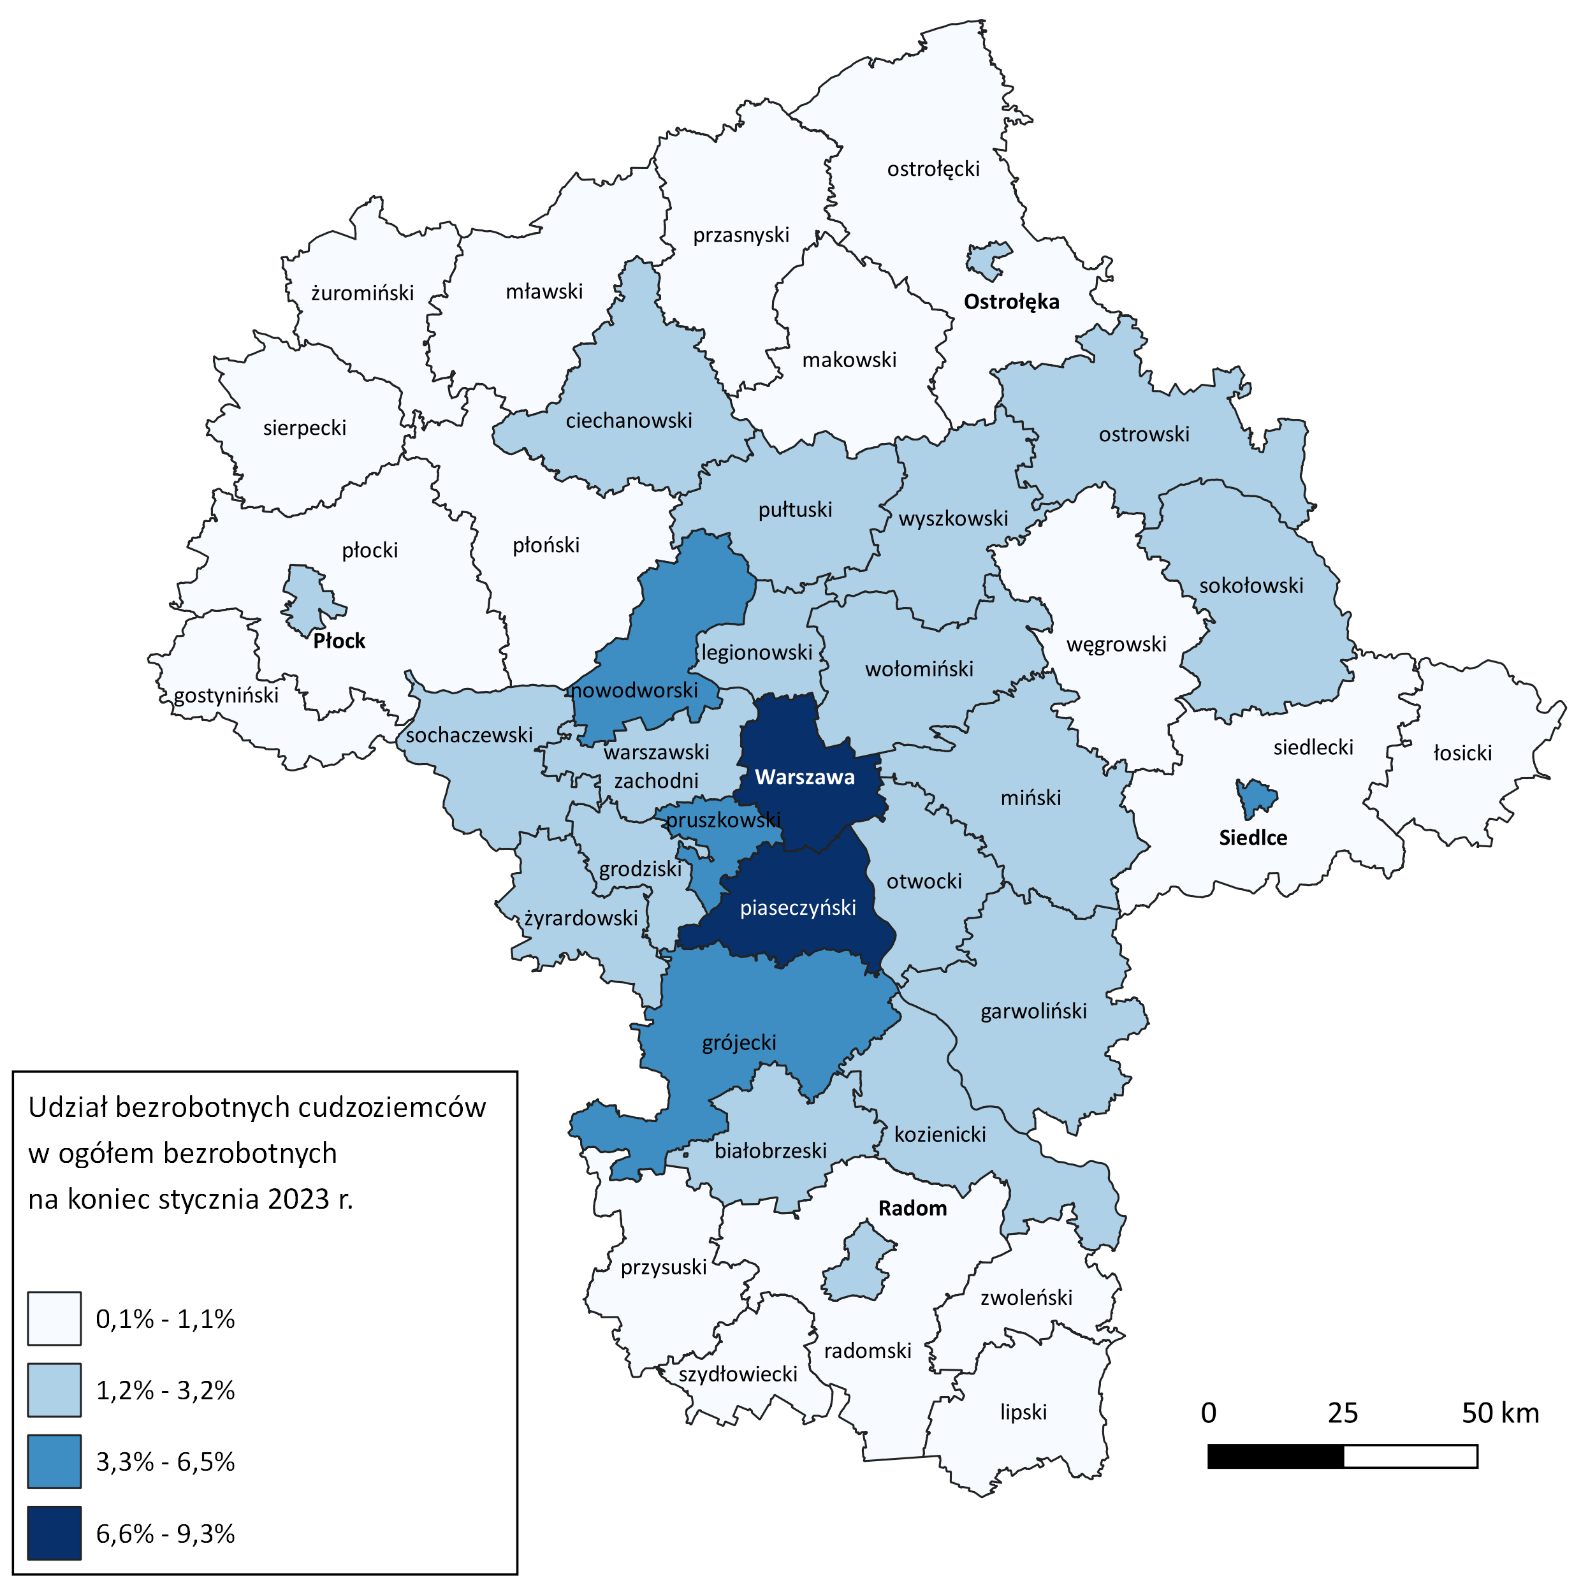 ostrołęcki
przasnyski
żuromiński
mławski
Ostrołęka
makowski
ciechanowski
sierpecki
ostrowski
pułtuski
wyszkowski
płocki
płoński
sokołowski
Płock
legionowski
wołomiński
węgrowski
gostyniński
nowodworski
sochaczewski
warszawski
zachodni
Warszawa
siedlecki
łosicki
miński
pruszkowski
Siedlce
grodziski
otwocki
żyrardowski
piaseczyński
garwoliński
grójecki
białobrzeski
kozienicki
Radom
przysuski
zwoleński
radomski
szydłowiecki
lipski
Udział bezrobotnych cudzoziemców
w ogółem bezrobotnych
na koniec stycznia 2023 r.
0,1% - 1,1%
1,2% - 3,2%
3,3% - 6,5%
6,6% - 9,3%
0 25 50 km